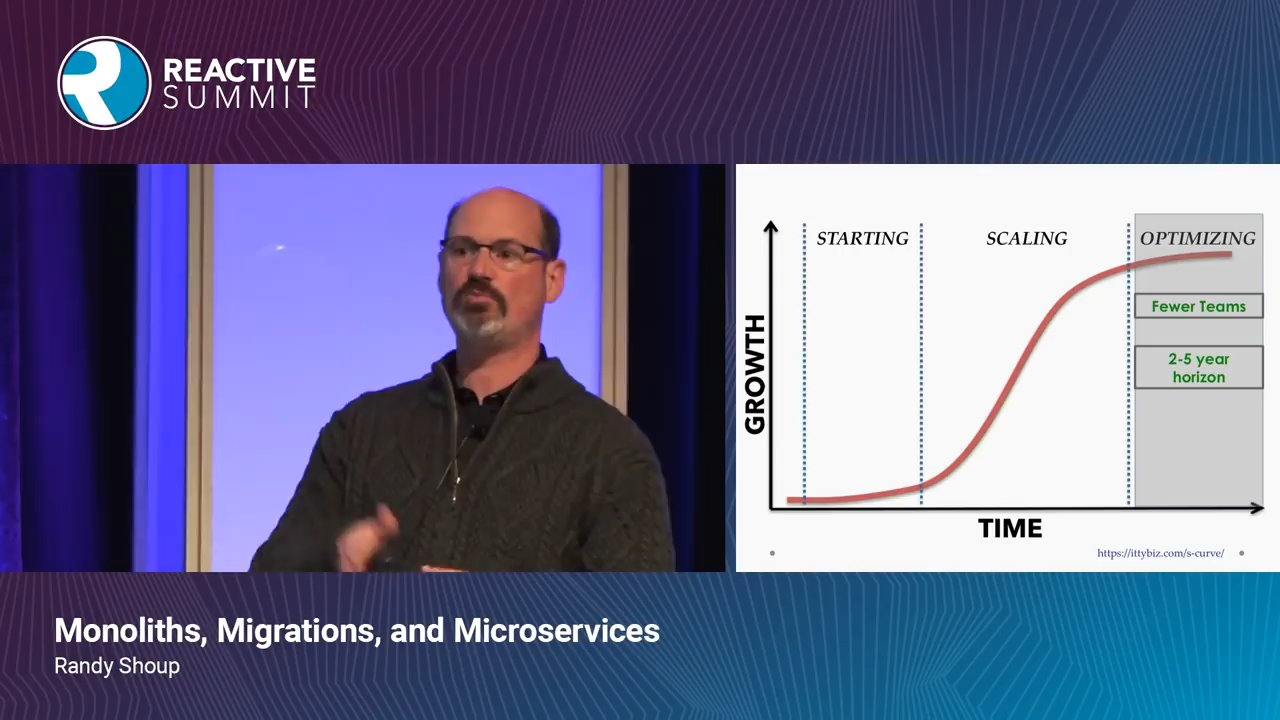 REACTIVE
SUMMIT
STARTING
SCALING
OPTIMIZING
Fewer Teams
2-5 year
horizon
GROWTH
TIME
https://ittybiz.com/s-curve/
Monoliths, Migrations, and Microservices
Randy Shoup